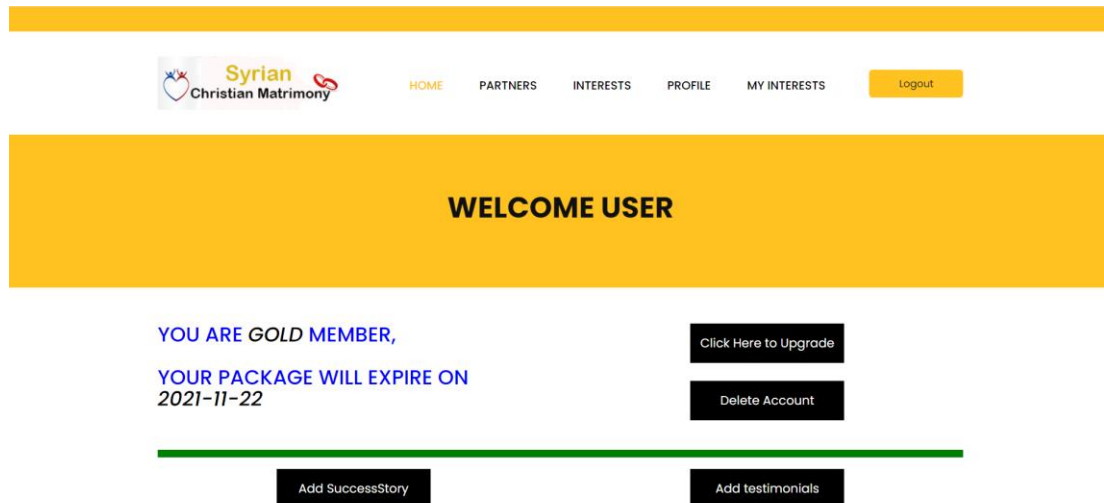 Syrian
Christian Matrimony
HOME PARTNERS INTERESTS PROFILE MY INTERESTS Logout
WELCOME USER
YOU ARE GOLD MEMBER,
Click Here to Upgrade
YOUR PACKAGE WILL EXPIRE ON
2021-11-22
Delete Account
Add SuccessStory
Add testimonials